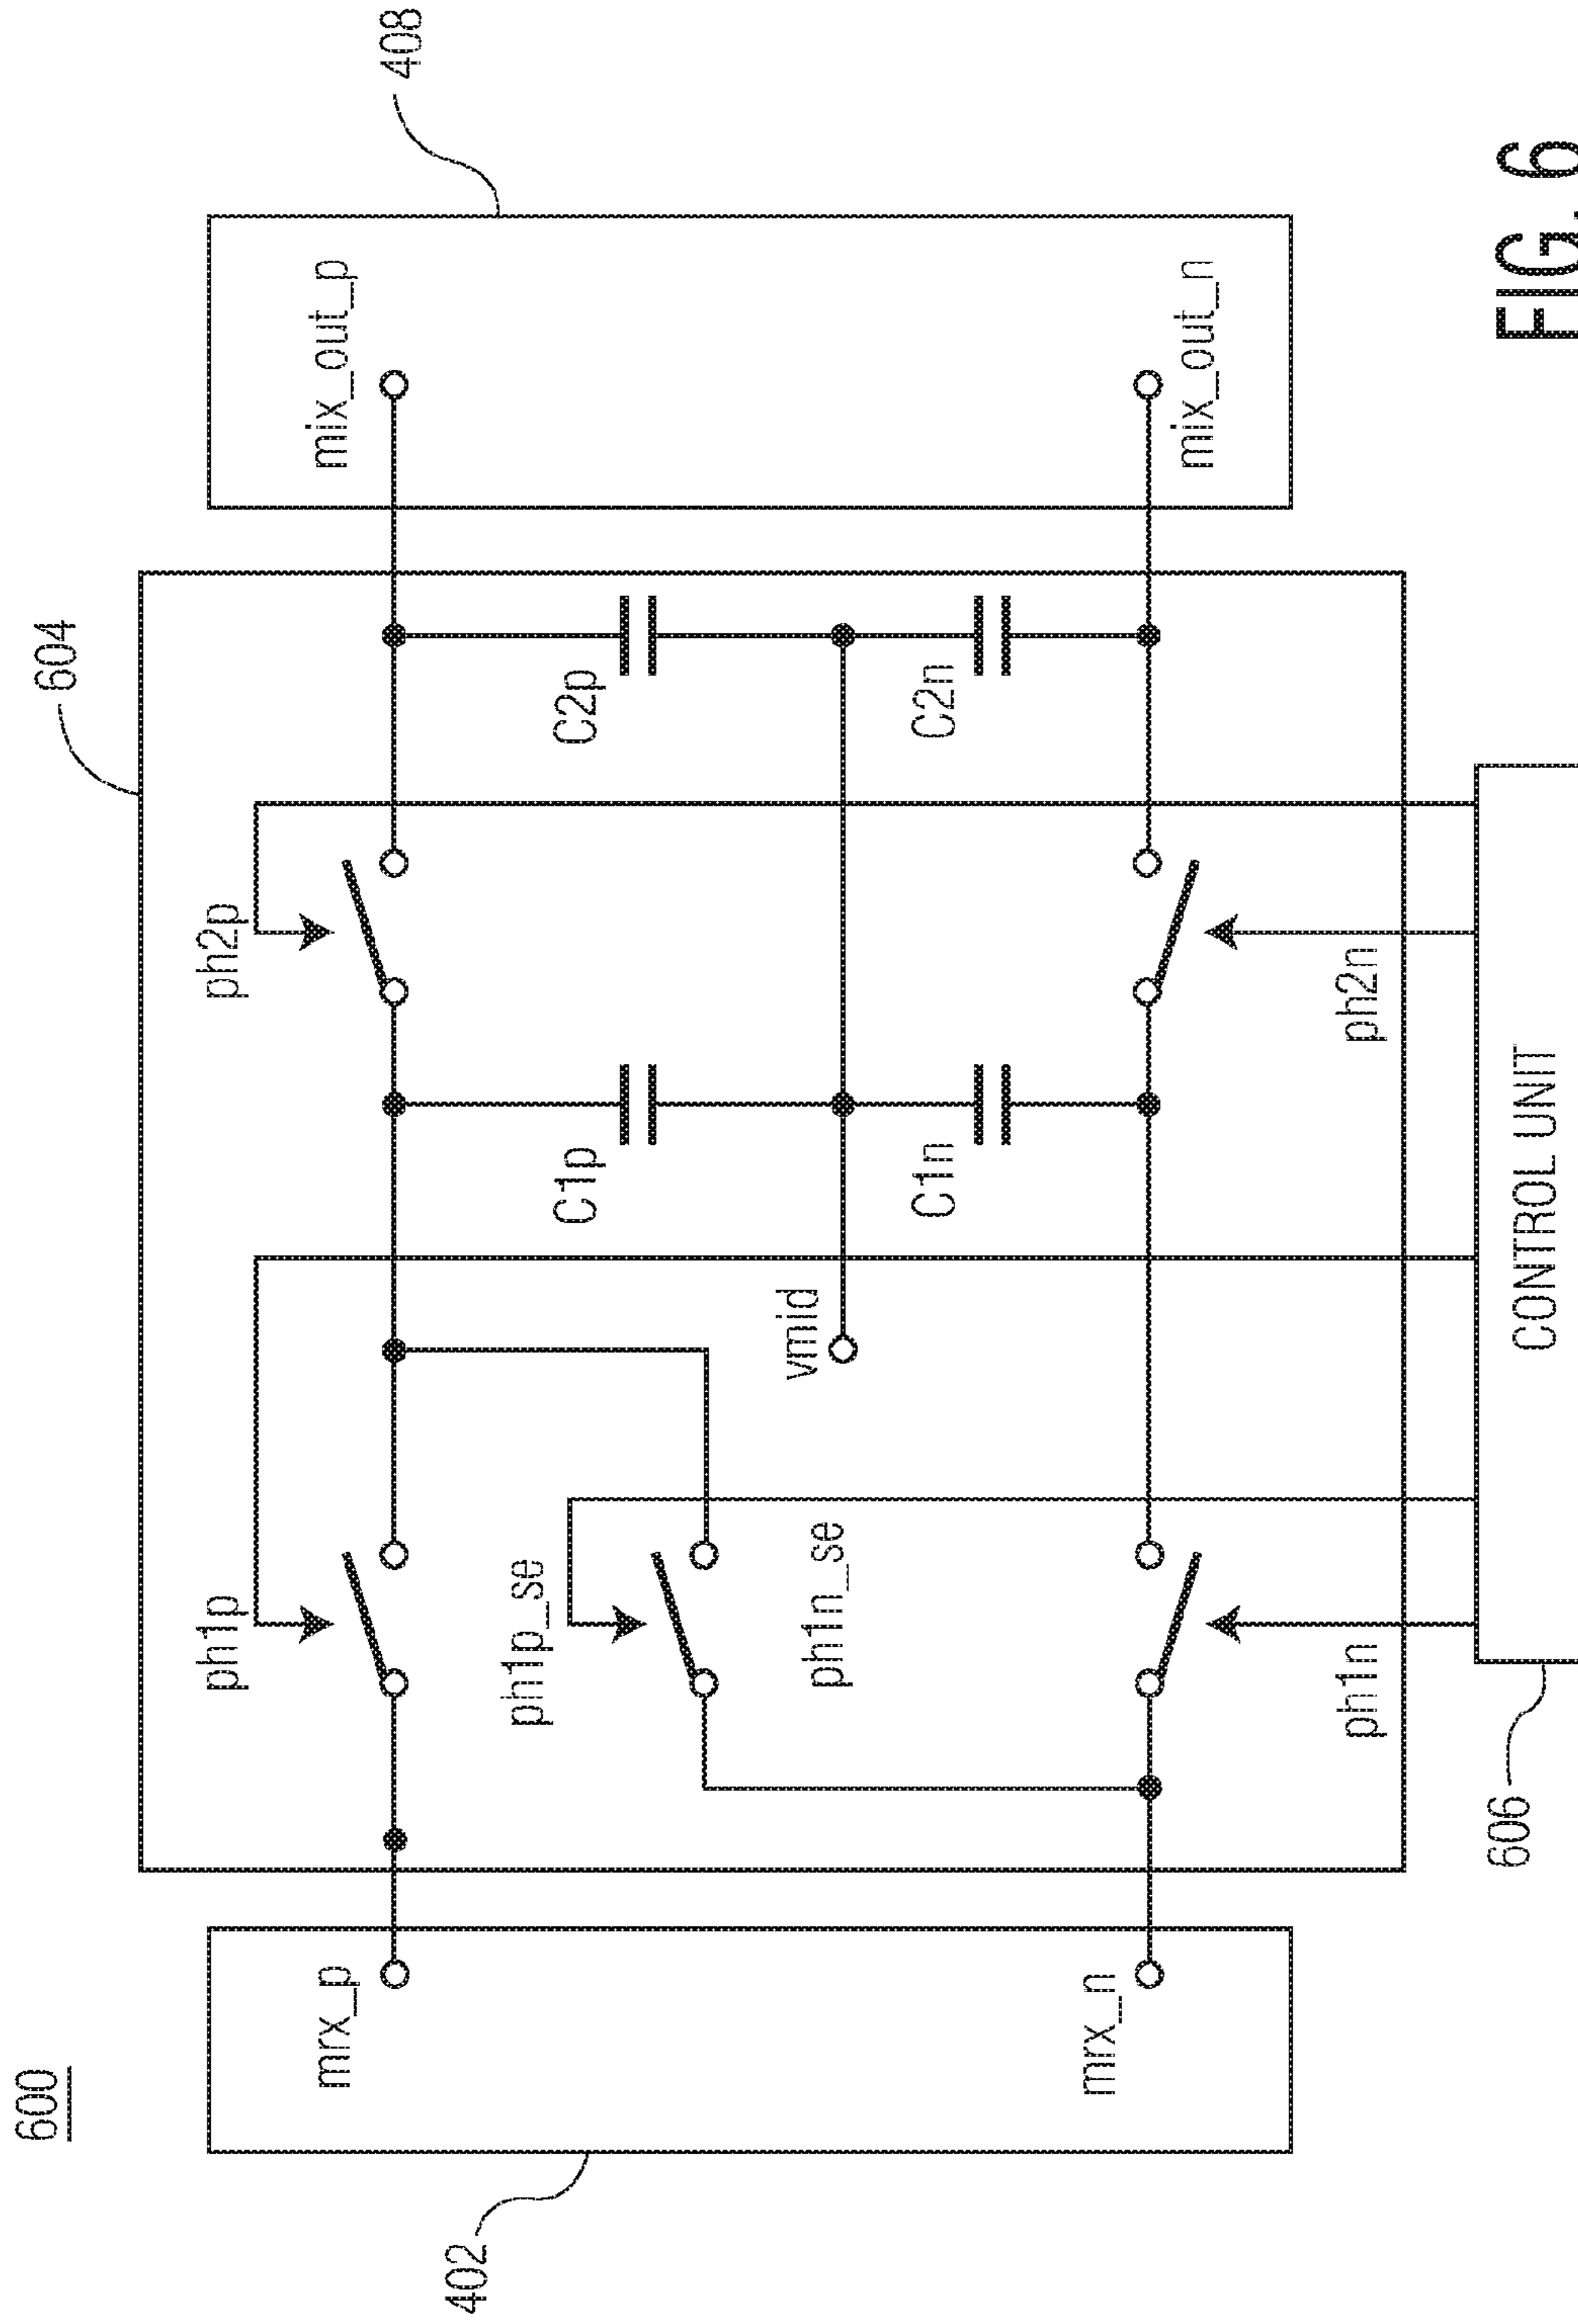 600
604
402
408
mrx_p
mrx_n
ph1p
ph1p_se
ph1n_se
ph1n
vmid
C1p
C1n
ph2p
ph2n
C2p
C2n
mix_out_p
mix_out_n
606
CONTROL UNIT
FIG. 6